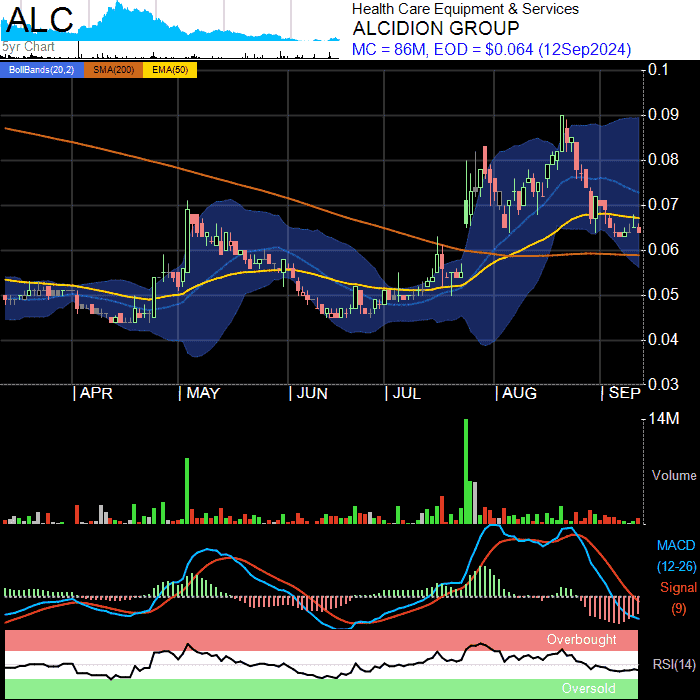 ALC
5yr Chart
Health Care Equipment & Services
ALCIDION GROUP
MC = 86M, EOD = $0.064 (12Sep2024)
BollBands(20,2) SMA(200) EMA(50)
0.1
0.09
0.08
0.07
0.06
0.05
0.04
0.03
APR MAY JUN JUL AUG SEP
14M
Volume
MACD
(12-26)
Signal
(9)
Overbought
RSI(14)
Oversold